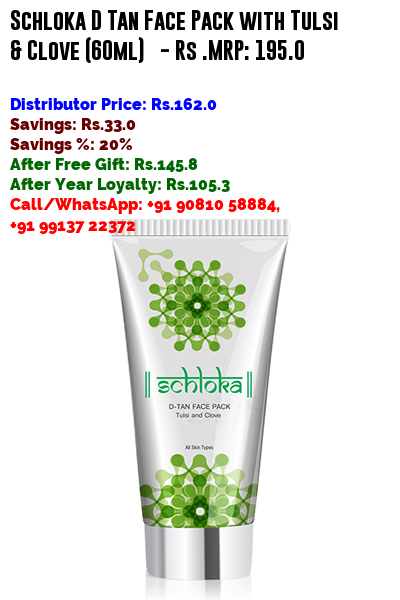 Schloka D Tan Face Pack with Tulsi
& Clove (60ml) - Rs .MRP: 195.0
Distributor Price: Rs.162.0
Savings: Rs.33.0
Savings %: 20%
After Free Gift: Rs.145.8
After Year Loyalty: Rs.105.3
Call/WhatsApp: +91 90810 58884,
+91 99137 22372
schloka
D-TAN FACE PACK
Tulsi and Clove
All Skin Types